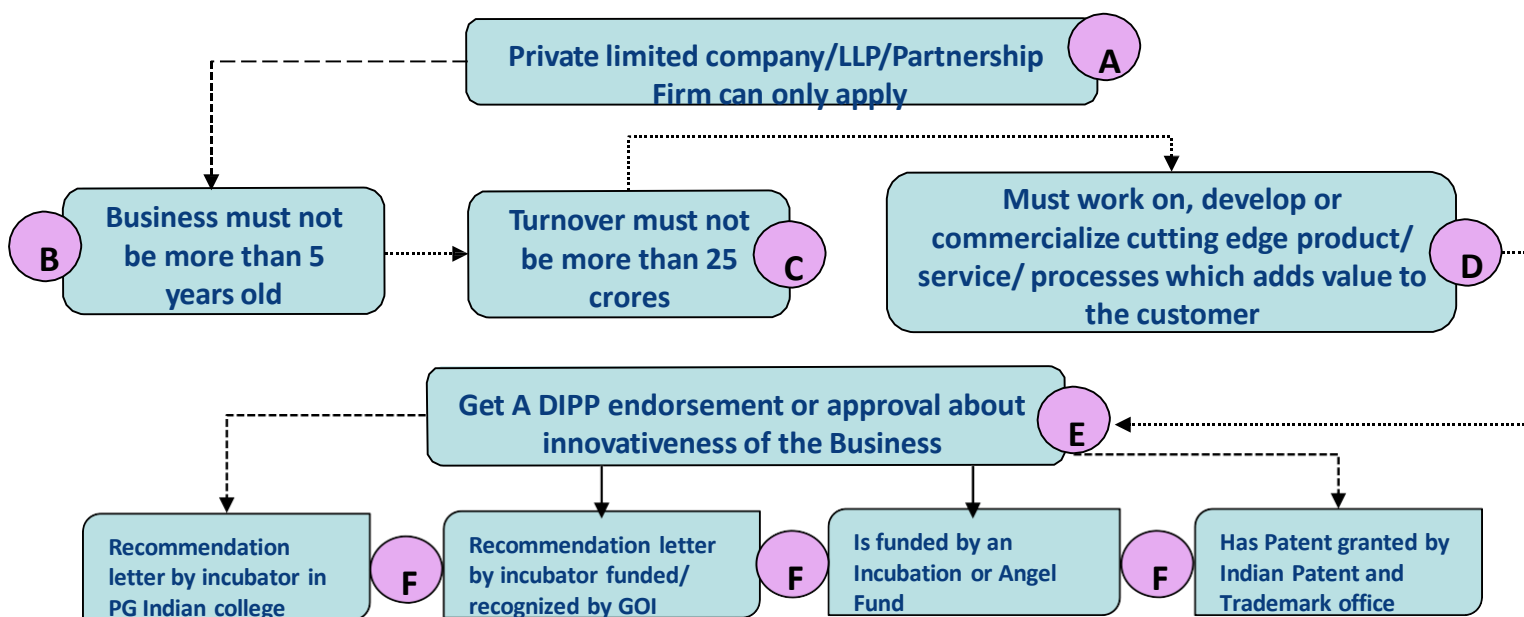 Private limited company/LLP/Partnership
Firm can only apply
A
B
Business must not
be more than 5
years old
Turnover must not
be more than 25
crores
C
Must work on, develop or
commercialize cutting edge product/
service/ processes which adds value to
the customer
D
Get A DIPP endorsement or approval about
innovativeness of the Business
E
Recommendation
letter by incubator in
PG Indian college
F
Recommendation letter
by incubator funded/
recognized by GOI
F
Is funded by an
Incubation or Angel
Fund
F
Has Patent granted by
Indian Patent and
Trademark office